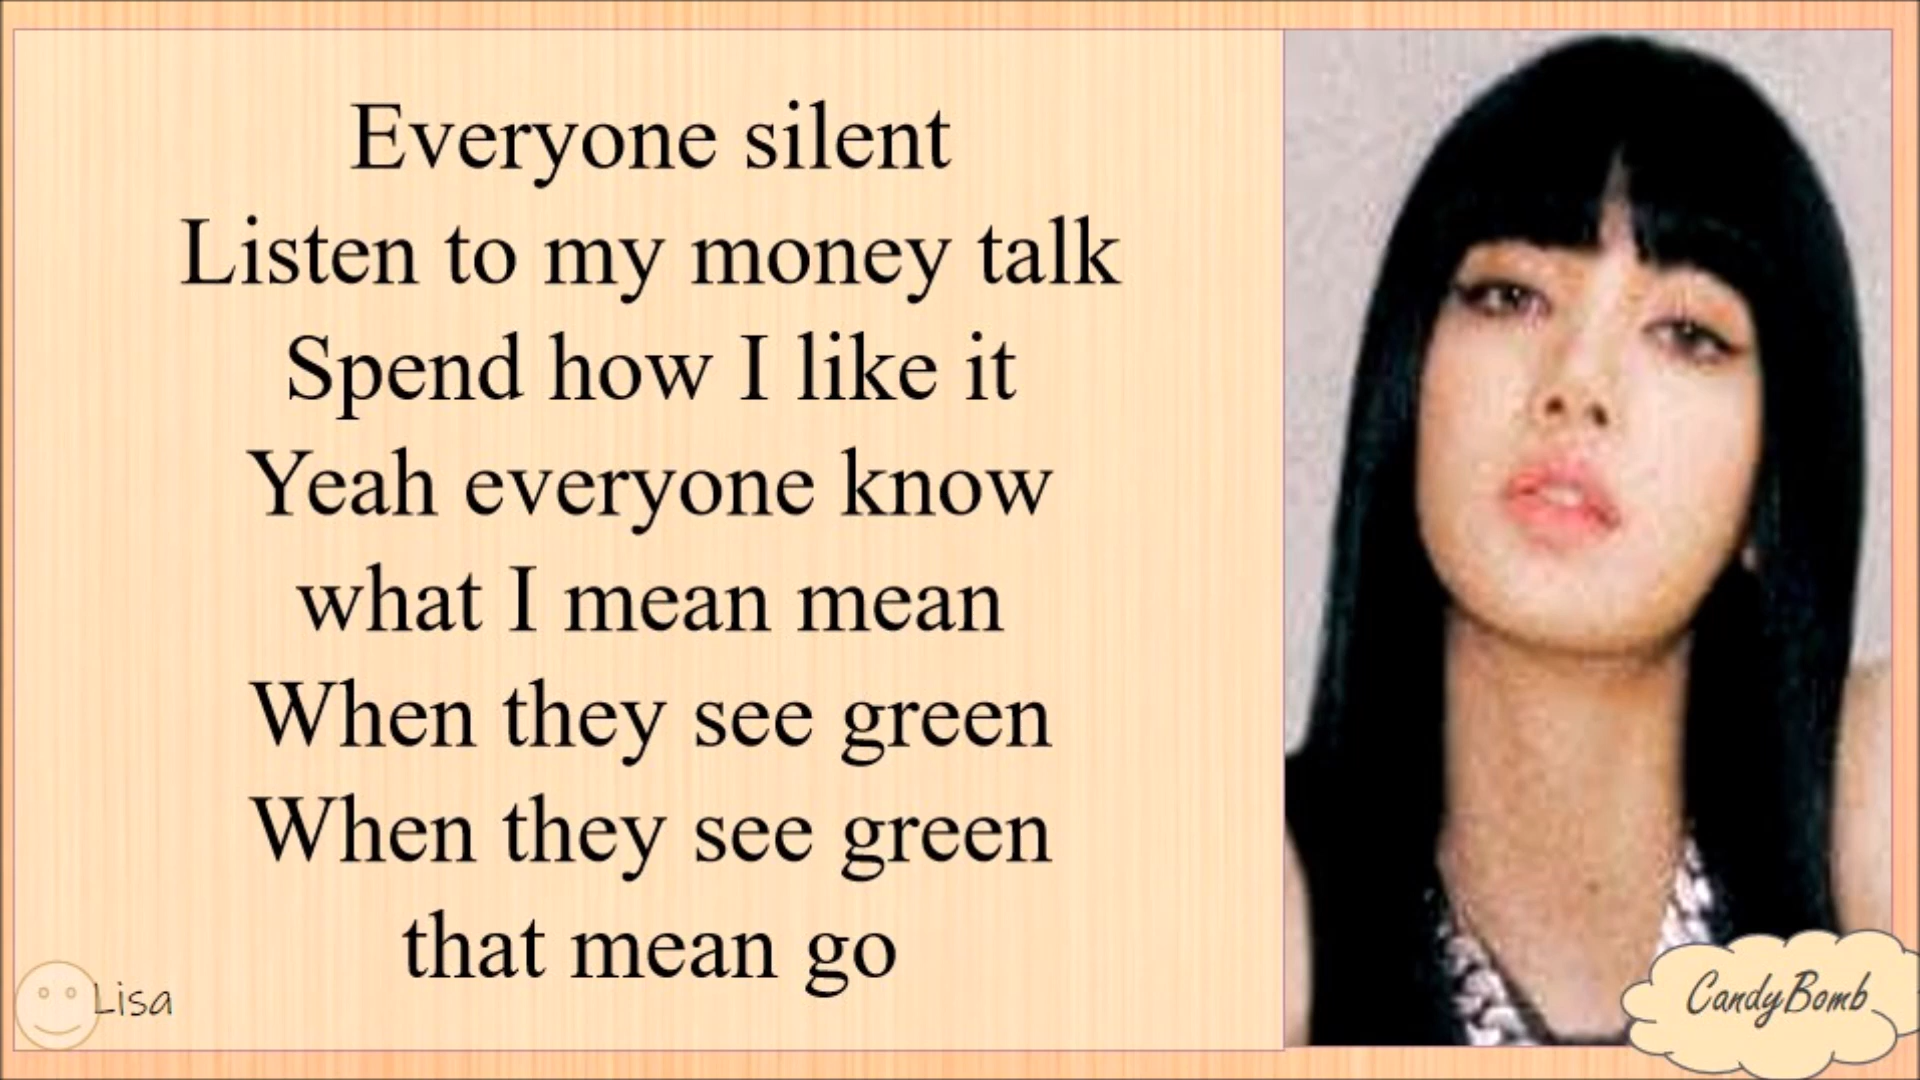 Everyone silent
Listen to my money talk
Spend how I like it
Yeah everyone know
what I mean mean
When they see green
When they see green
that mean go
Lisa
CandyBomb